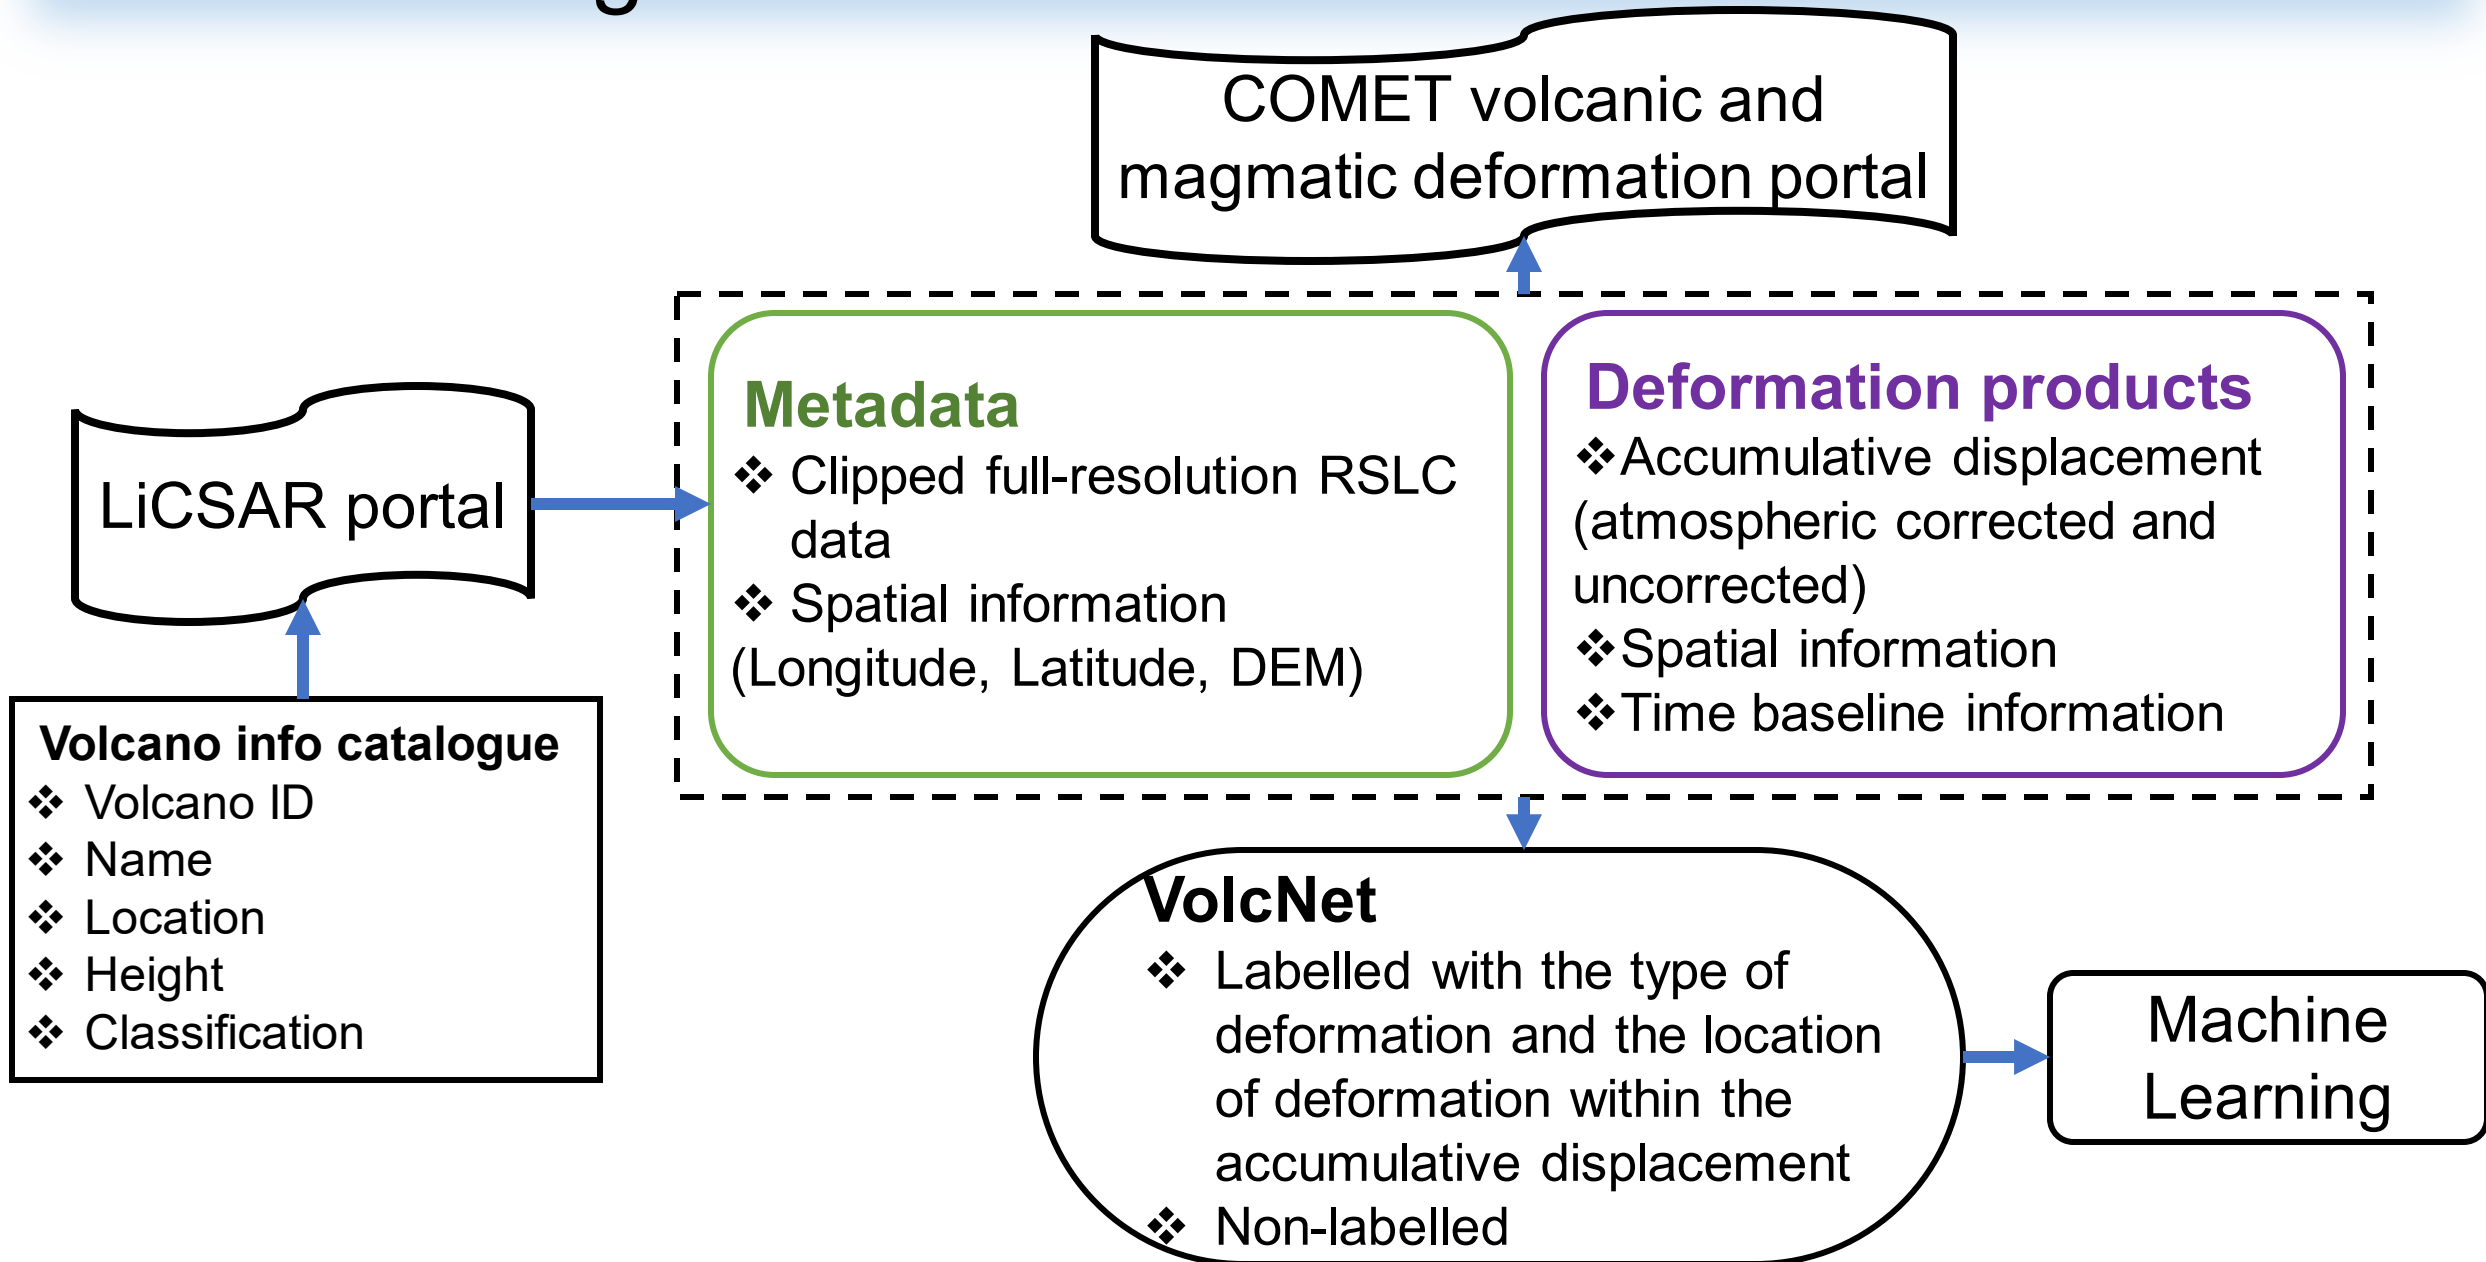 COMET volcanic and
magmatic deformation portal
LiCSAR portal
Metadata
❖ Clipped full-resolution RSLC
data
❖ Spatial information
(Longitude, Latitude, DEM)
Deformation products
❖Accumulative displacement
(atmospheric corrected and
uncorrected)
❖Spatial information
❖Time baseline information
Volcano info catalogue
❖ Volcano ID
❖ Name
❖ Location
❖ Height
❖ Classification
VolcNet
❖ Labelled with the type of
deformation and the location
of deformation within the
accumulative displacement
❖ Non-labelled
Machine
Learning